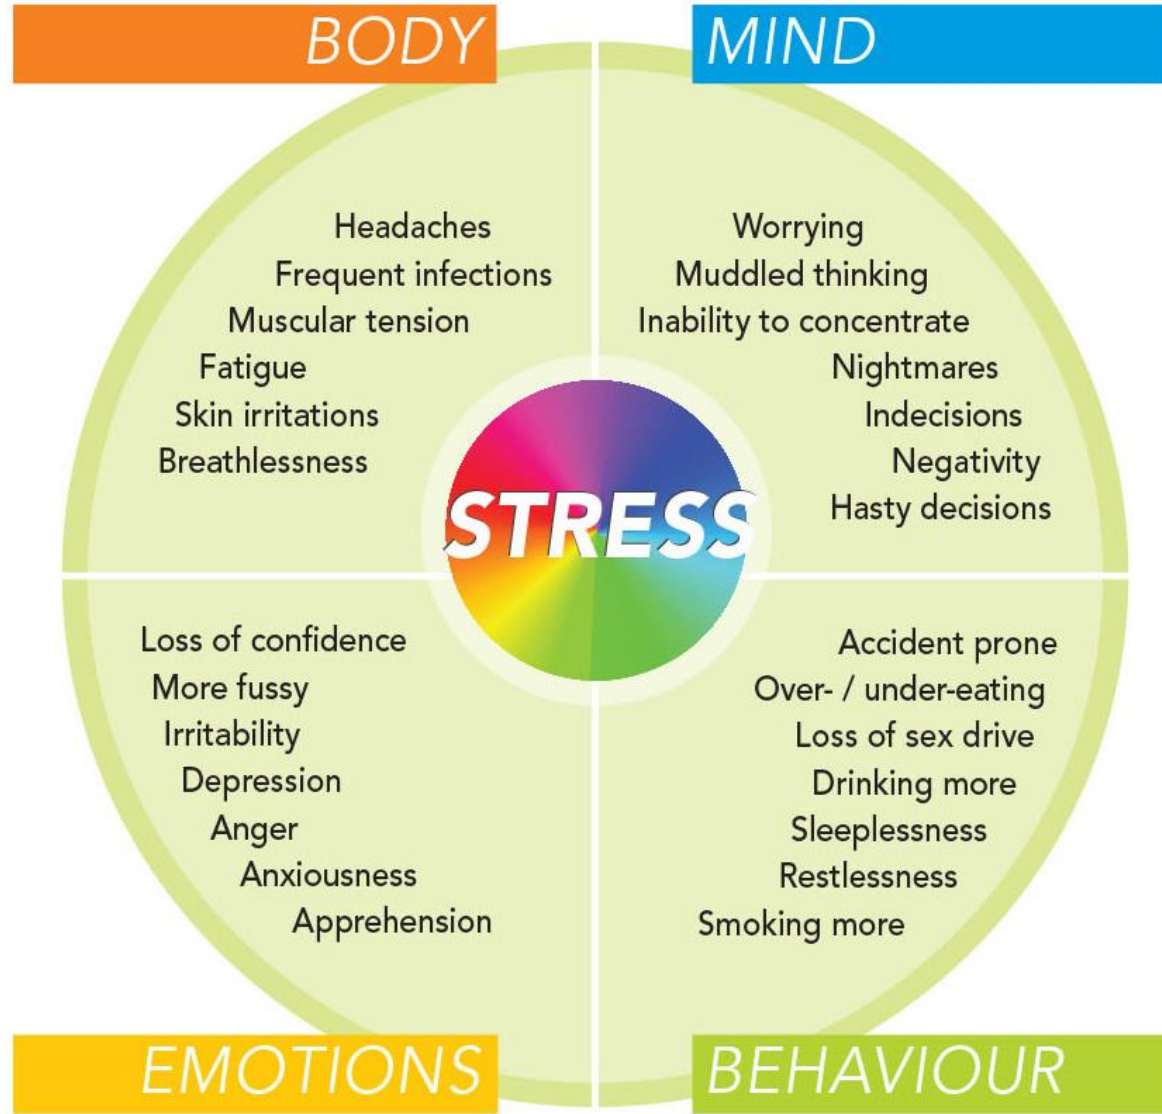 BODY
Headaches
Frequent infections
Muscular tension
Fatigue
Skin irritations
Breathlessness
MIND
Worrying
Muddled thinking
Inability to concentrate
Nightmares
Indecisions
Negativity
Hasty decisions
STRESS
Loss of confidence
More fussy
Irritability
Depression
Anger
Anxiousness
Apprehension
EMOTIONS
Accident prone
Over- / under-eating
Loss of sex drive
Drinking more
Sleeplessness
Restlessness
Smoking more
BEHAVIOUR